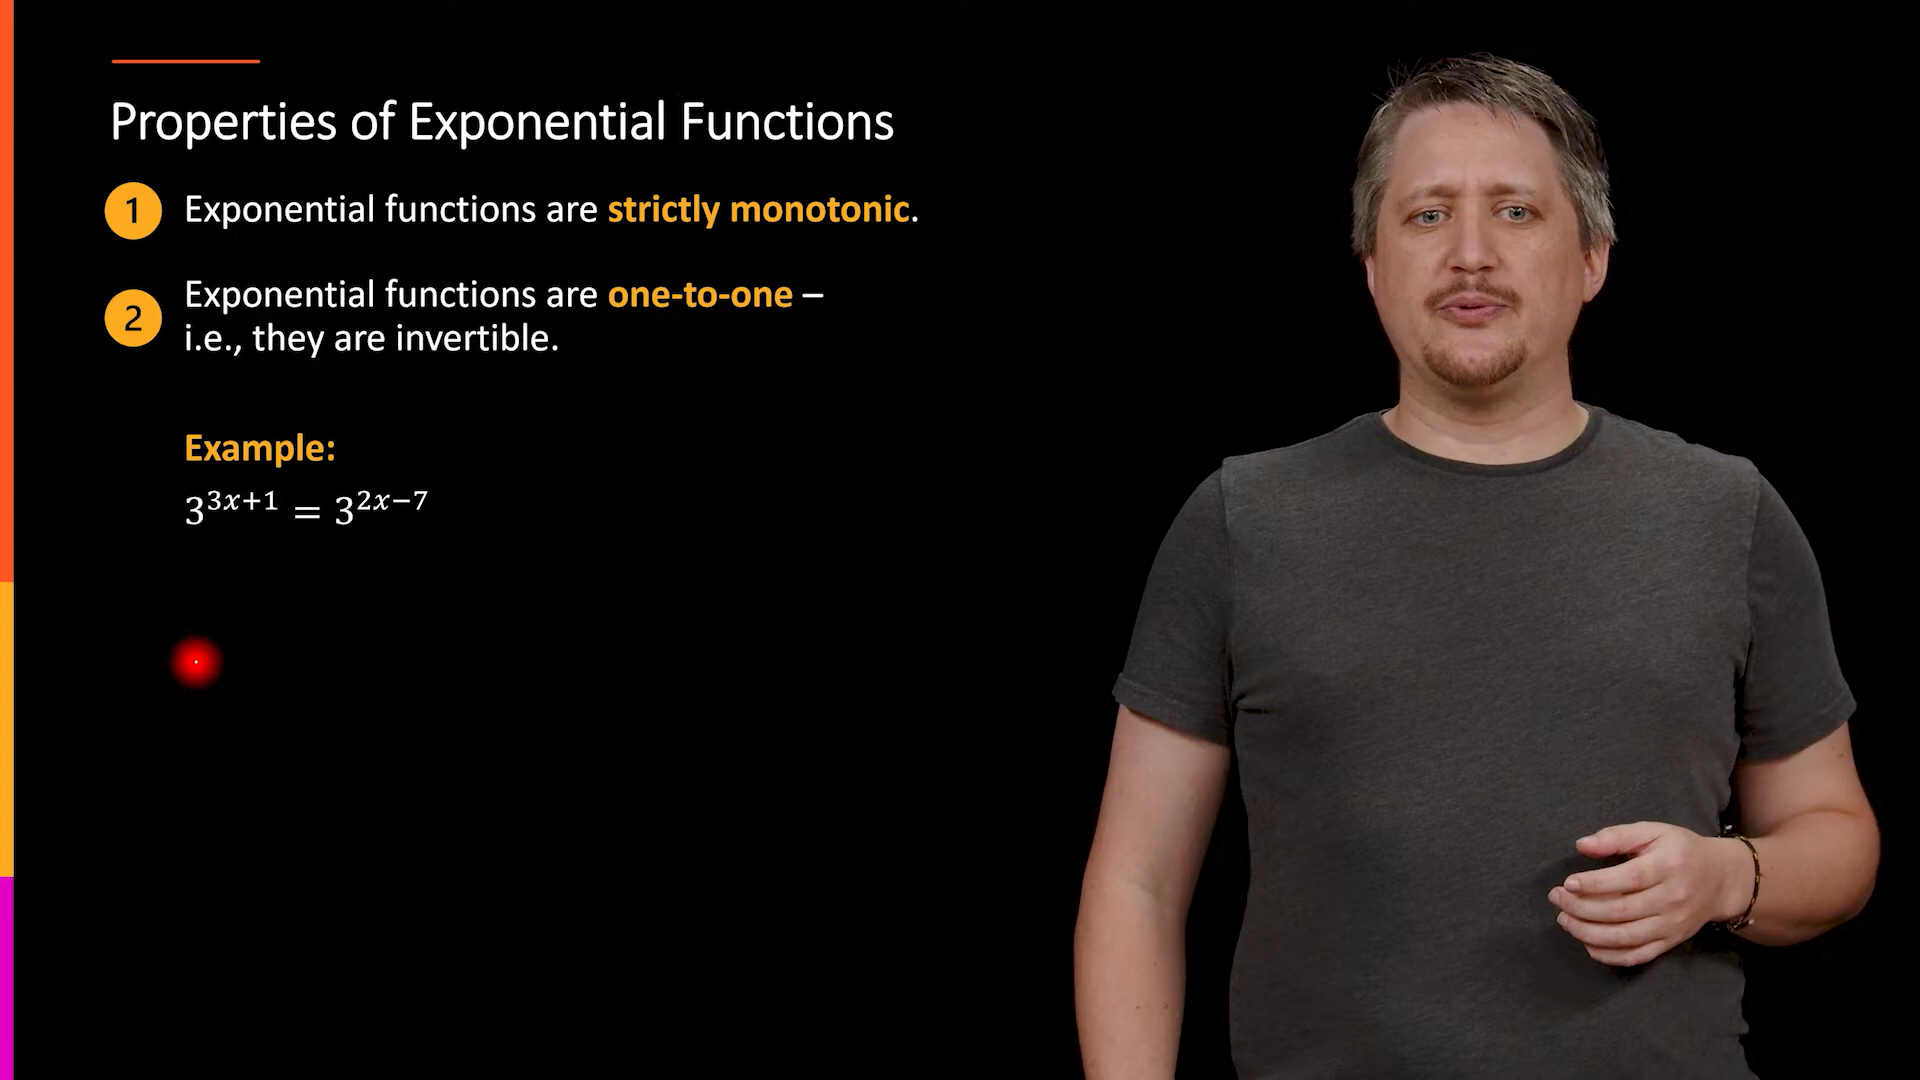 Properties of Exponential Functions
1 Exponential functions are strictly monotonic.
2 Exponential functions are one-to-one –
i.e., they are invertible.
Example:
3^{3x+1} = 3^{2x−7}